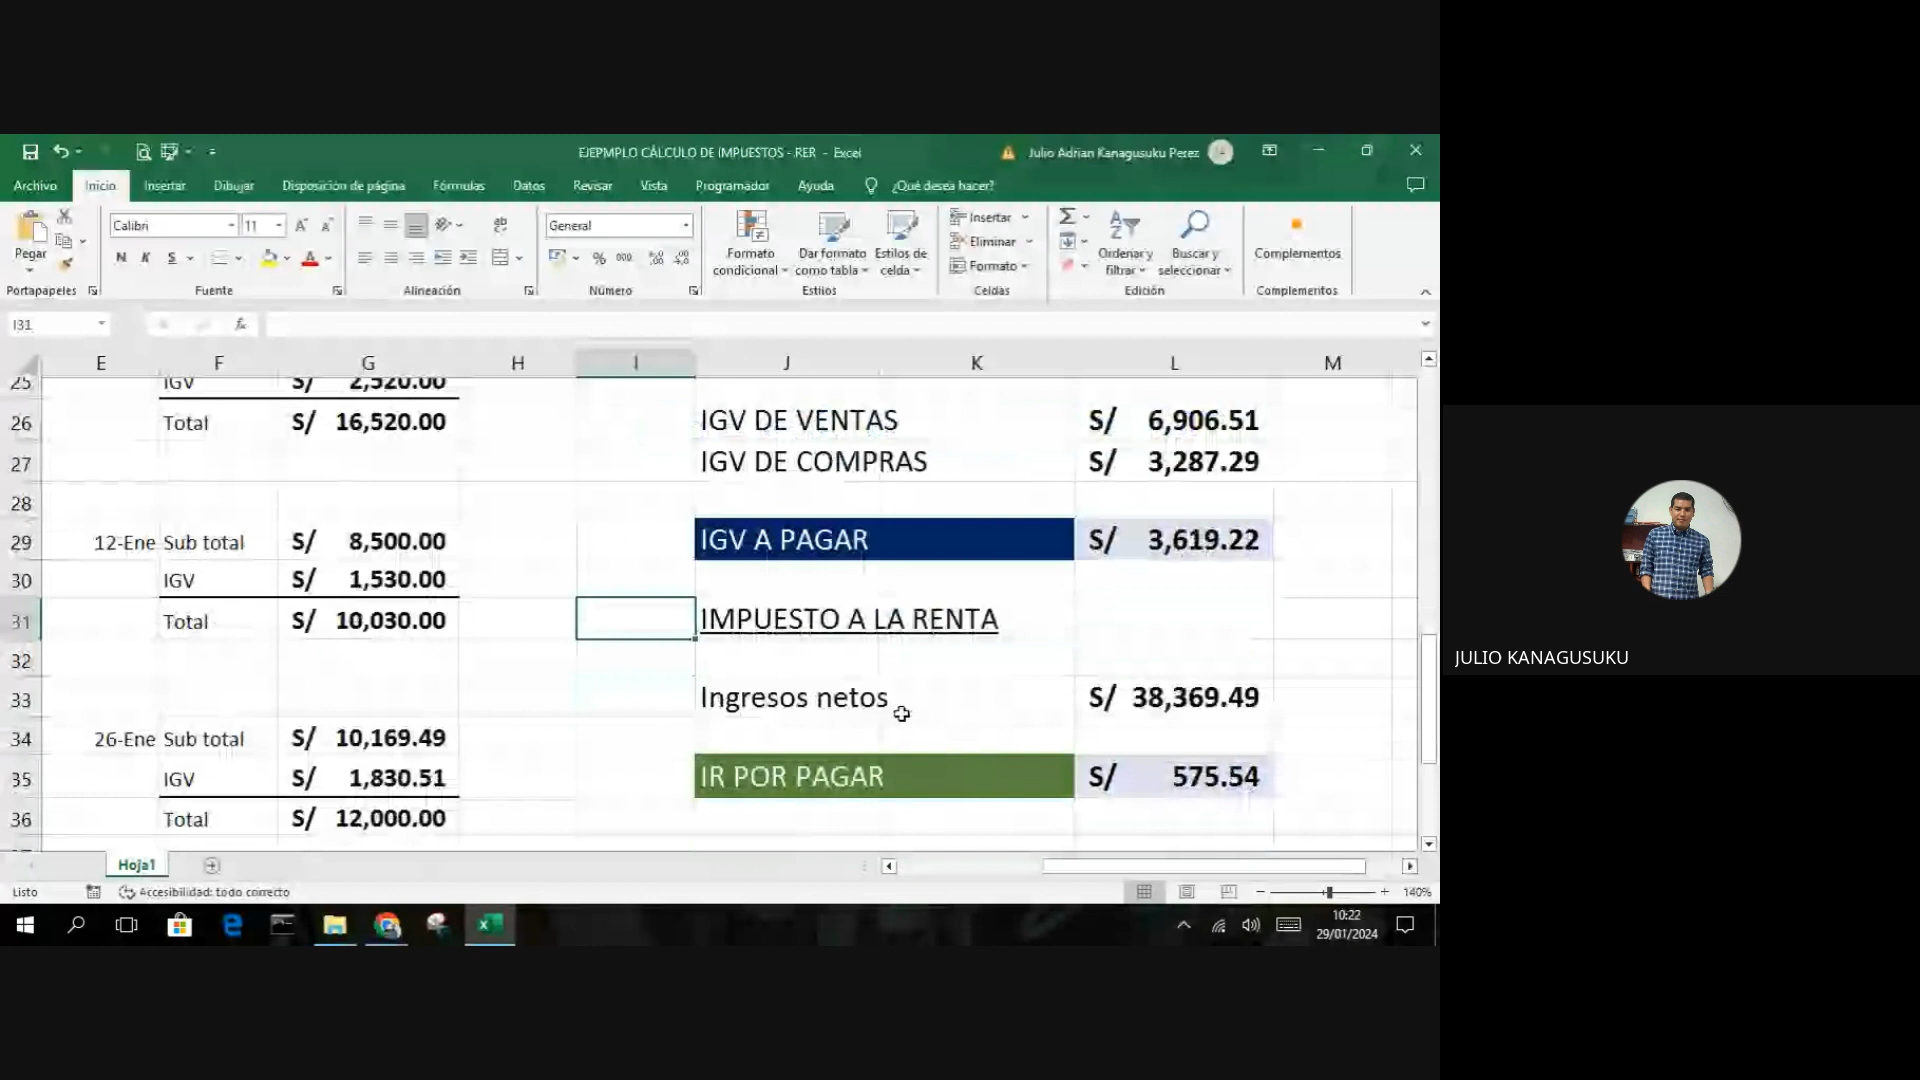 EJEPMPLO CÁLCULO DE IMPUESTOS - RER - Excel
Julio Adrian Kanagusuku Perez
Archivo Inicio Insertar Dibujar Disposición de página Fórmulas Datos Revisar Vista Programador Ayuda ¿Qué desea hacer?
Pegar
Calibri 11
N K S
General
% 000
Formato condicional
Dar formato como tabla
Estilos de celda
Insertar
Eliminar
Formato
Ordenar y filtrar
Buscar y seleccionar
Complementos
Portapapeles Fuente Alineación Número Estilos Celdas Edición Complementos
I31 fx
E F G H I J K L M
25 IGV S/ 2,520.00
26 Total S/ 16,520.00 IGV DE VENTAS S/ 6,906.51
27 IGV DE COMPRAS S/ 3,287.29
28
29 12-Ene Sub total S/ 8,500.00 IGV A PAGAR S/ 3,619.22
30 IGV S/ 1,530.00
31 Total S/ 10,030.00 IMPUESTO A LA RENTA
32
33 Ingresos netos S/ 38,369.49
34 26-Ene Sub total S/ 10,169.49
35 IGV S/ 1,830.51 IR POR PAGAR S/ 575.54
36 Total S/ 12,000.00
Hoja1
Listo Accesibilidad: todo correcto 140%
10:22
29/01/2024
JULIO KANAGUSUKU